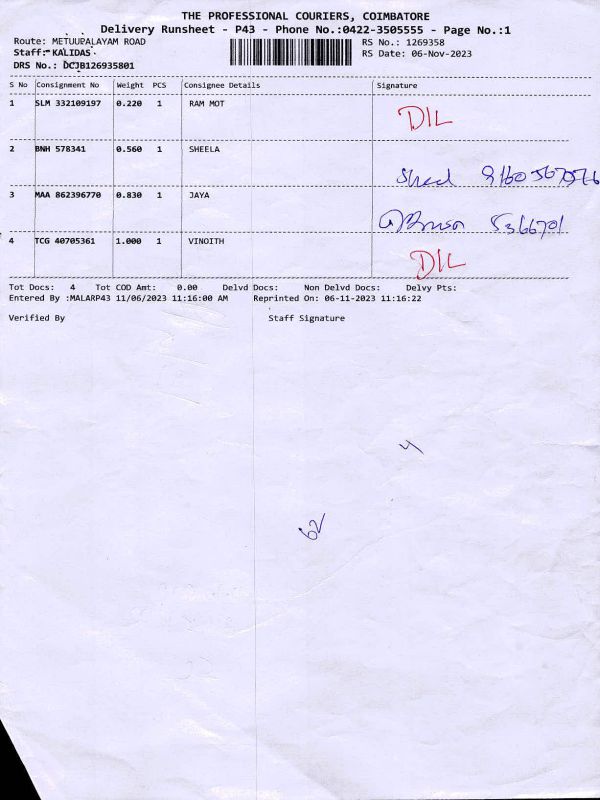 THE PROFESSIONAL COURIERS, COIMBATORE
Delivery Runsheet - P43 - Phone No.:0422-3505555 - Page No.:1
Route: METUUPALAYAM ROAD RS No.: 1269358
Staff: KALIDAS RS Date: 06-Nov-2023
DRS No.: DCJB126935801
S No Consignment No Weight PCS Consignee Details Signature
1 SLM 332109197 0.220 1 RAM MOT
DIL
2 BNH 578341 0.560 1 SHEELA
3 MAA 862396770 0.830 1 JAYA
4 TCG 40705361 1.000 1 VINOITH
DIL
Tot Docs: 4 Tot COD Amt: 0.00 Delvd Docs: Non Delvd Docs: Delvy Pts:
Entered By :MALARP43 11/06/2023 11:16:00 AM Reprinted On: 06-11-2023 11:16:22
Verified By Staff Signature
4
62